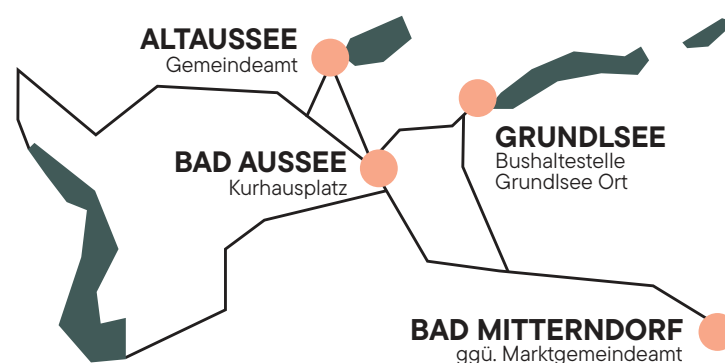 ALTAUSSEE
Gemeindeamt
GRUNDLSEE
Bushaltestelle
Grundlsee Ort
BAD AUSSEE
Kurhausplatz
BAD MITTERNDORF
ggü. Marktgemeindeamt